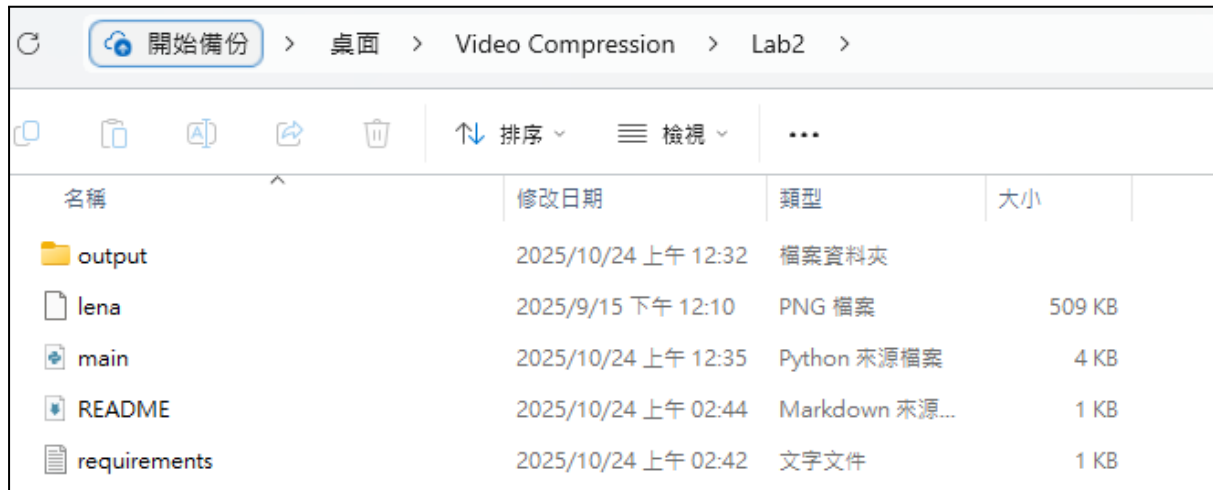 開始備份 > 桌面 > Video Compression > Lab2 >
排序 檢視 •••
名稱 修改日期 類型 大小
output 2025/10/24 上午 12:32 檔案資料夾
lena 2025/9/15 下午 12:10 PNG 檔案 509 KB
main 2025/10/24 上午 12:35 Python 來源檔案 4 KB
README 2025/10/24 上午 02:44 Markdown 來源... 1 KB
requirements 2025/10/24 上午 02:42 文字文件 1 KB